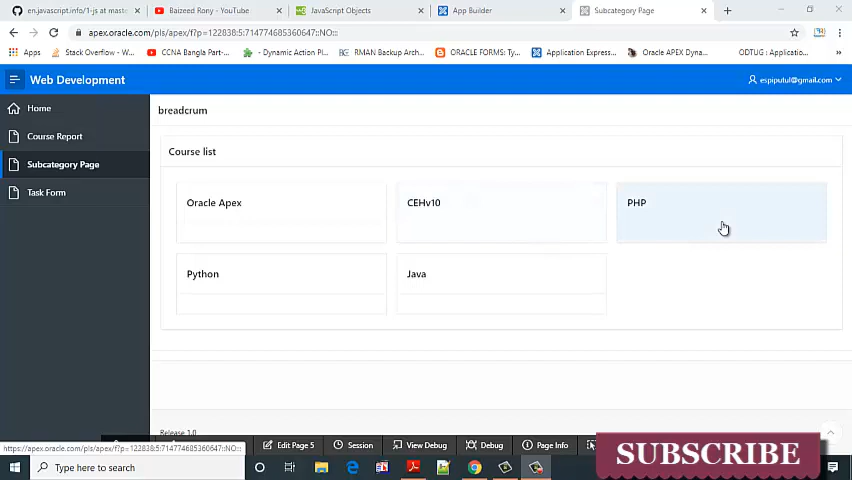 en.javascript.info/1-js at maste
Baizeed Rony - YouTube
JavaScript Objects
App Builder
Subcategory Page
apex.oracle.com/pls/apex/f?p=122838:5:714774685360647::NO:::
Apps
Stack Overflow - W...
CCNA Bangla Part-...
- Dynamic Action Pl...
RMAN Backup Arch...
ORACLE FORMS: Ty...
Application Express...
Oracle APEX Dyna...
ODTUG : Applicatio...
Web Development
espiputul@gmail.com
Home
Course Report
Subcategory Page
Task Form
breadcrum
Course list
Oracle Apex
CEHv10
PHP
Python
Java
Release 1.0
https://apex.oracle.com/pls/apex/f?p=122838:5:714774685360647::NO:::
Edit Page 5
Session
View Debug
Debug
Page Info
SUBSCRIBE
Type here to search